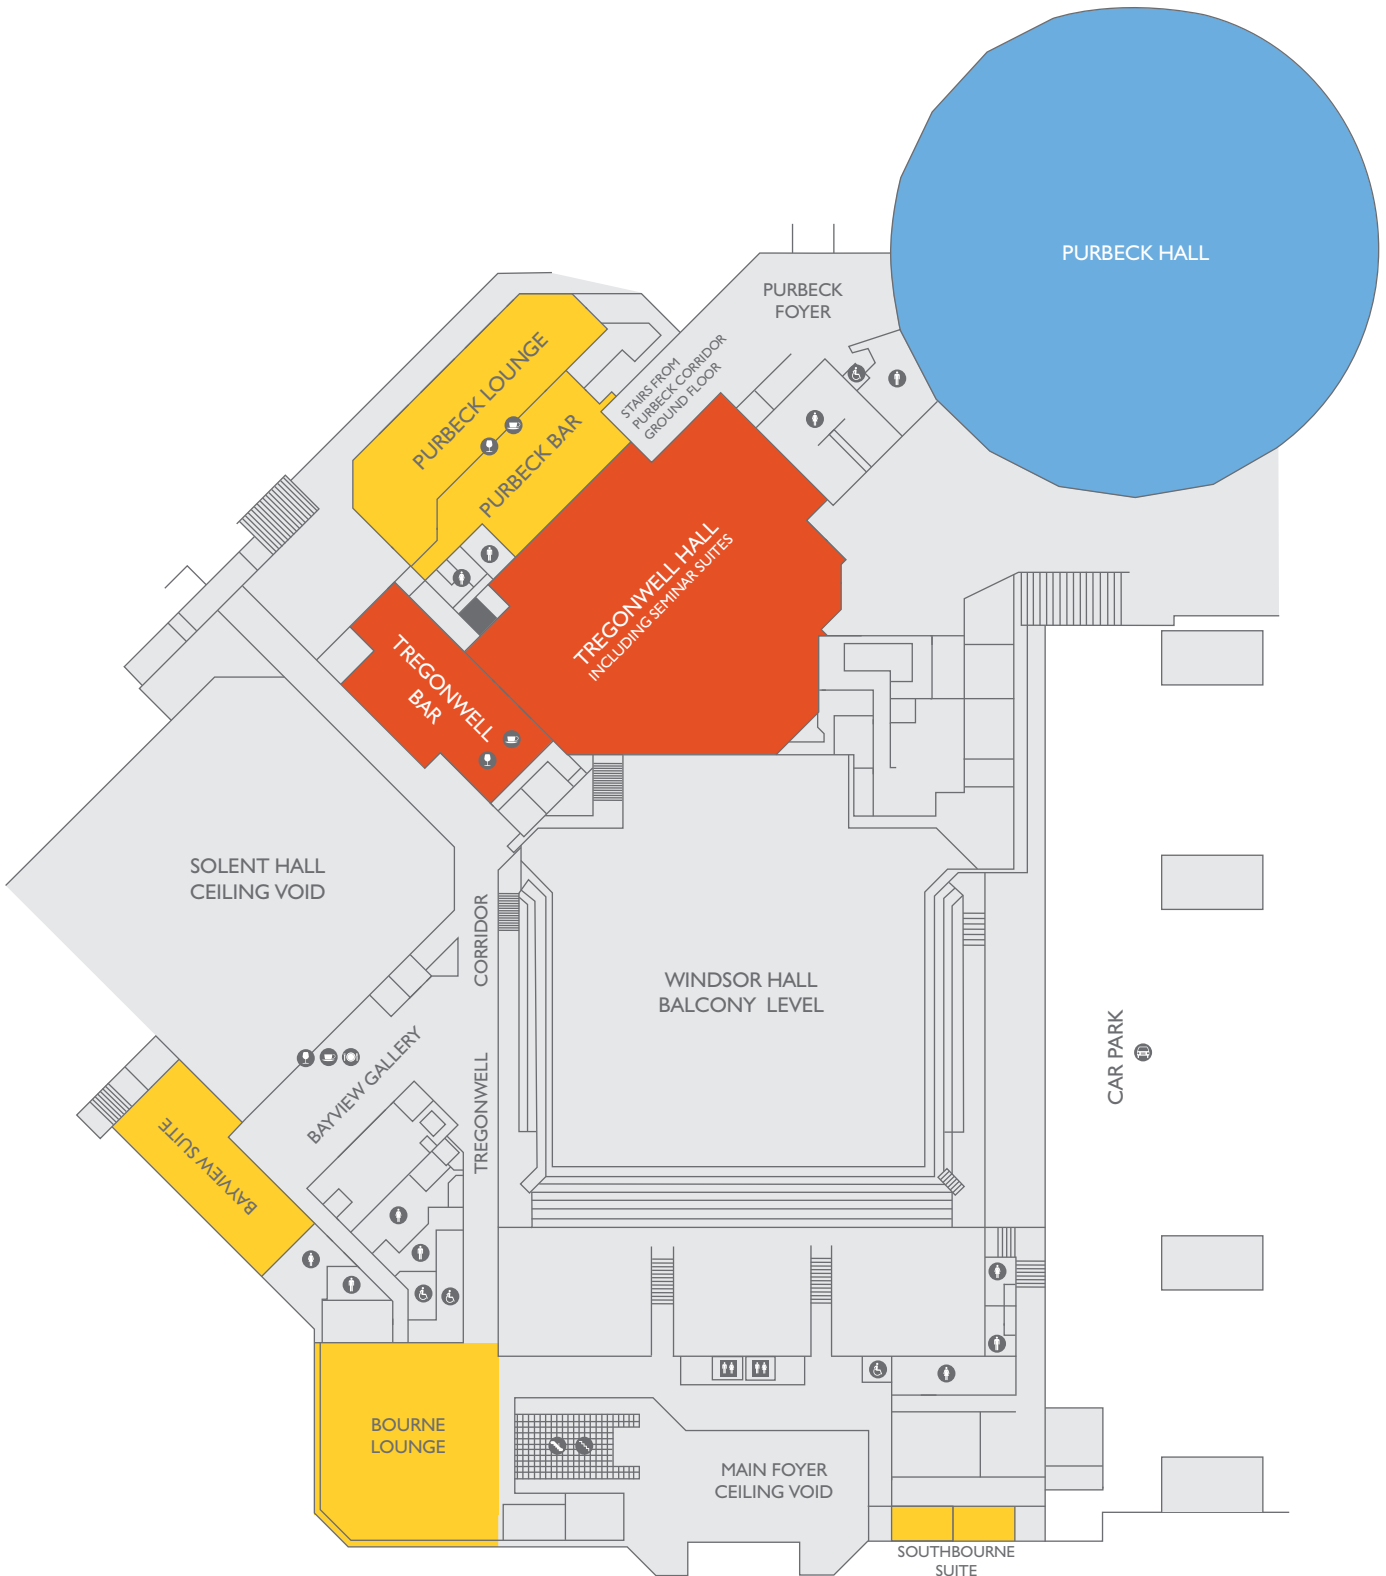 PURBECK HALL
PURBECK
FOYER
STAIRS FROM
PURBECK CORRIDOR
GROUND FLOOR
PURBECK LOUNGE
PURBECK BAR
TREGONWELL HALL
INCLUDING SEMINAR SUITES
TREGONWELL
BAR
SOLENT HALL
CEILING VOID
CORRIDOR
WINDSOR HALL
BALCONY LEVEL
CAR PARK
BAYVIEW GALLERY
TREGONWELL
BAYVIEW SUITE
BOURNE
LOUNGE
MAIN FOYER
CEILING VOID
SOUTHBOURNE
SUITE